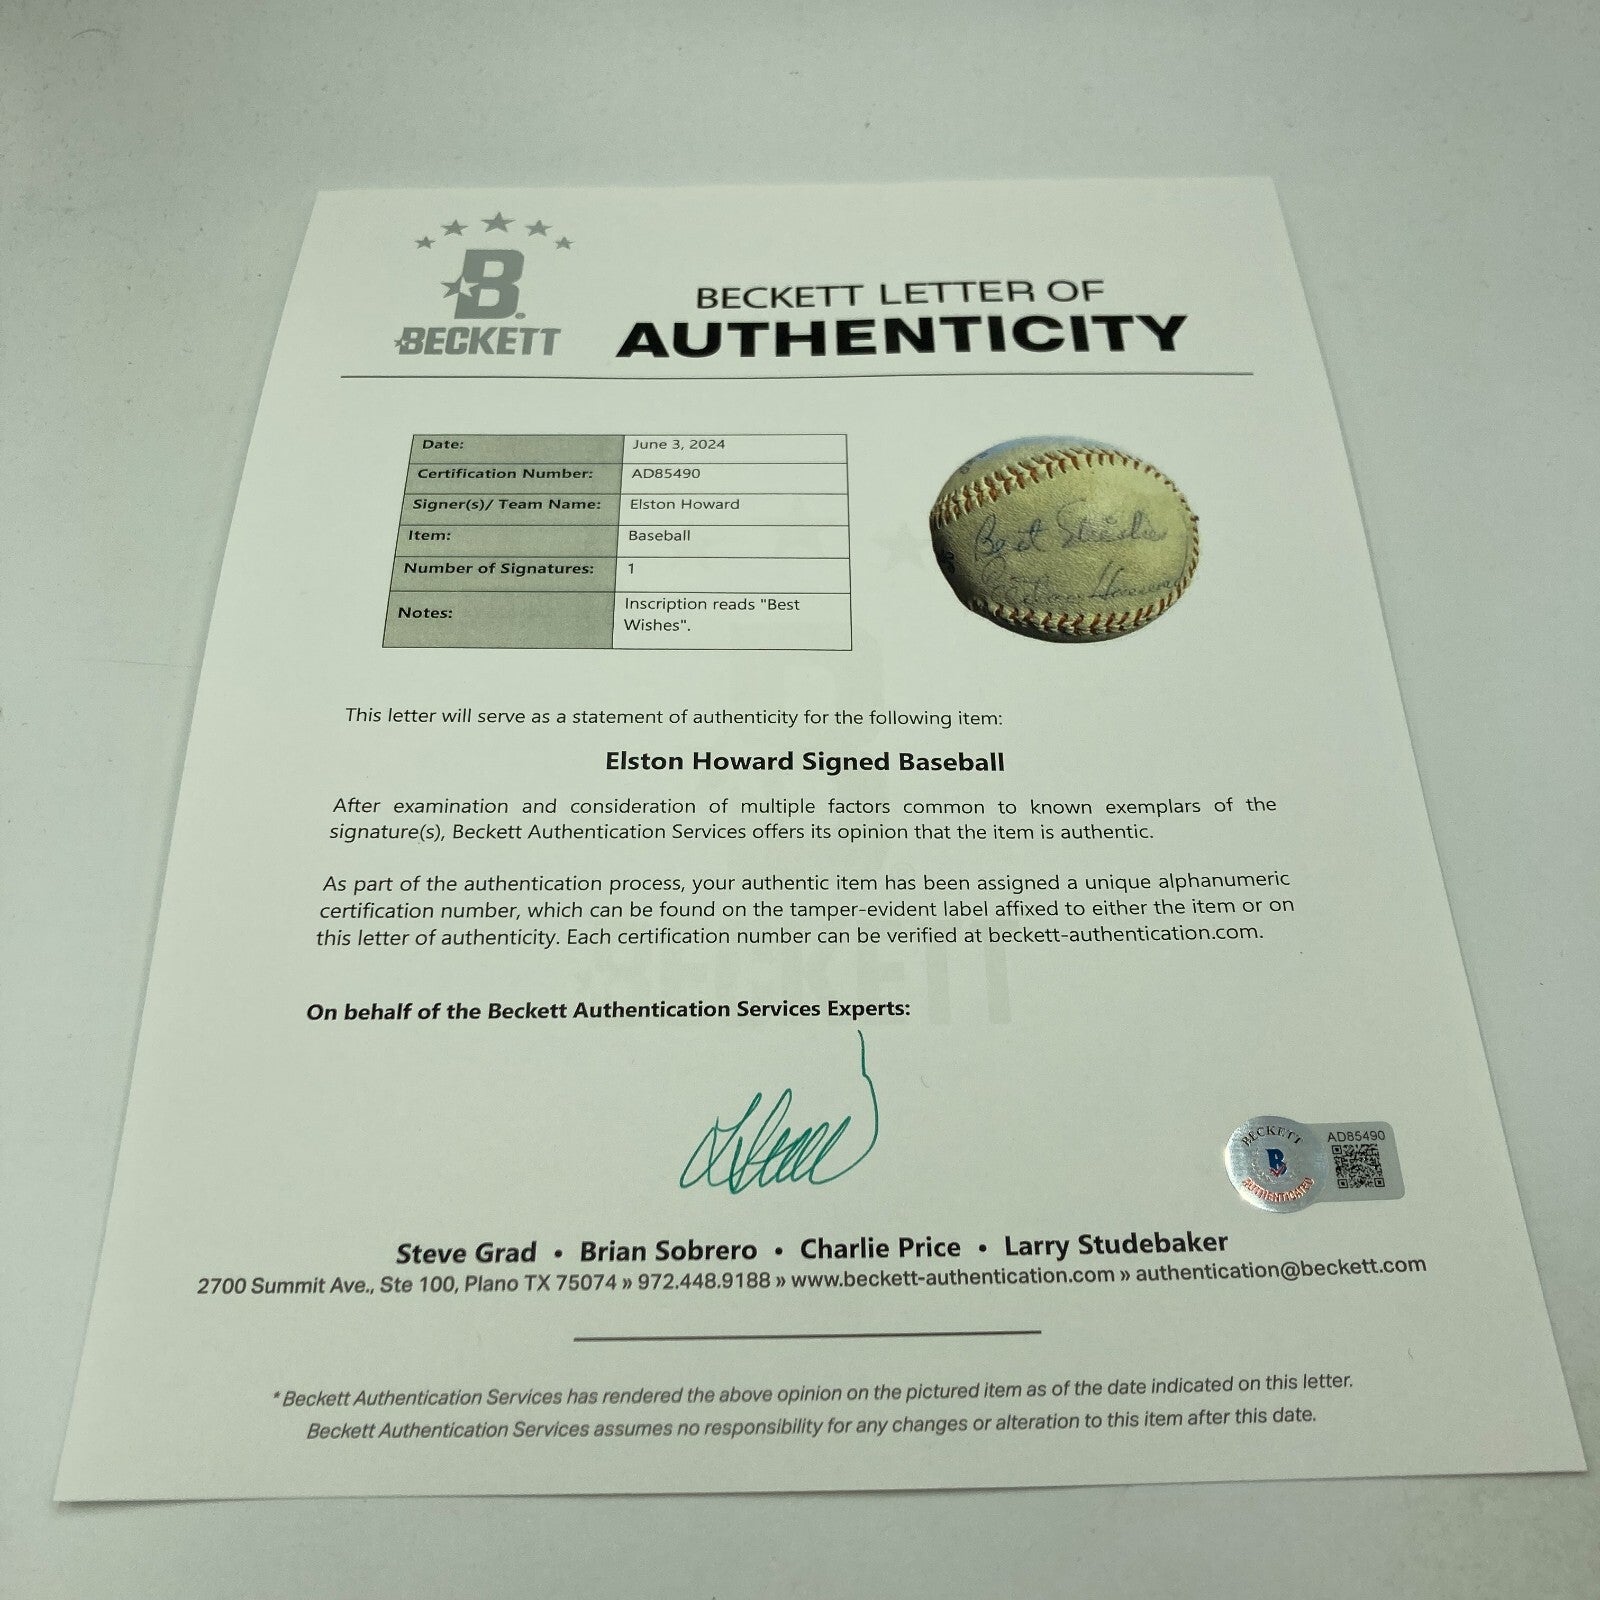 B.
BECKETT
BECKETT LETTER OF
AUTHENTICITY
Date: June 3, 2024
Certification Number: AD85490
Signer(s)/ Team Name: Elston Howard
Item: Baseball
Number of Signatures: 1
Notes: Inscription reads "Best
Wishes".
Best Wishes
Elston Howard
This letter will serve as a statement of authenticity for the following item:
Elston Howard Signed Baseball
After examination and consideration of multiple factors common to known exemplars of the
signature(s), Beckett Authentication Services offers its opinion that the item is authentic.
As part of the authentication process, your authentic item has been assigned a unique alphanumeric
certification number, which can be found on the tamper-evident label affixed to either the item or on
this letter of authenticity. Each certification number can be verified at beckett-authentication.com.
On behalf of the Beckett Authentication Services Experts:
BECKETT
B
AUTHENTICATED
AD85490
Steve Grad • Brian Sobrero • Charlie Price • Larry Studebaker
2700 Summit Ave., Ste 100, Plano TX 75074 » 972.448.9188 » www.beckett-authentication.com » authentication@beckett.com
* Beckett Authentication Services has rendered the above opinion on the pictured item as of the date indicated on this letter.
Beckett Authentication Services assumes no responsibility for any changes or alteration to this item after this date.